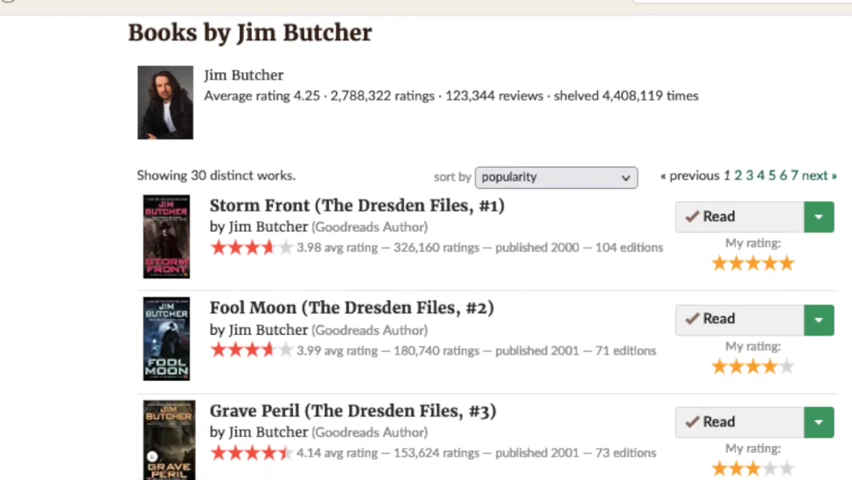 Books by Jim Butcher
Jim Butcher
Average rating 4.25 · 2,788,322 ratings · 123,344 reviews · shelved 4,408,119 times
Showing 30 distinct works.
sort by popularity
« previous 1 2 3 4 5 6 7 next »
JIM BUTCHER
STORM FRONT
Storm Front (The Dresden Files, #1)
by Jim Butcher (Goodreads Author)
3.98 avg rating — 326,160 ratings — published 2000 — 104 editions
Read
My rating:
JIM BUTCHER
FOOL MOON
Fool Moon (The Dresden Files, #2)
by Jim Butcher (Goodreads Author)
3.99 avg rating — 180,740 ratings — published 2001 — 71 editions
Read
My rating:
JIM BUTCHER
GRAVE PERIL
Grave Peril (The Dresden Files, #3)
by Jim Butcher (Goodreads Author)
4.14 avg rating — 153,624 ratings — published 2001 — 73 editions
Read
My rating: